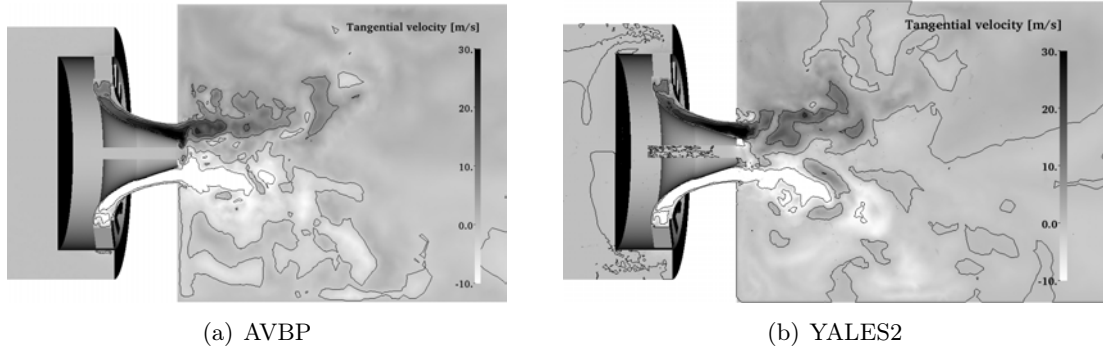 Tangential velocity [m/s]
30.
20.
10.
0.0
-10.
(a) AVBP
Tangential velocity [m/s]
30.
20.
10.
0.0
-10.
(b) YALES2